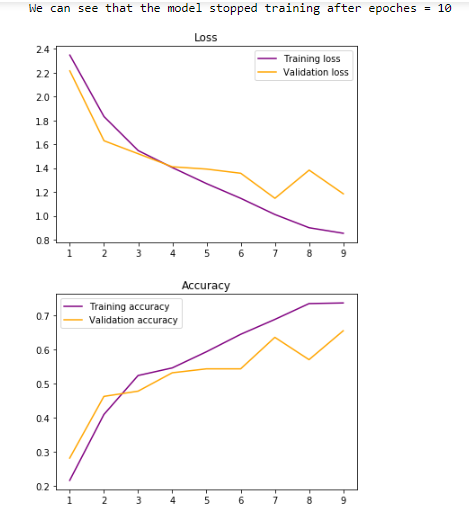 We can see that the model stopped training after epoches = 10
Loss
2.4
2.2
2.0
1.8
1.6
1.4
1.2
1.0
0.8
Training loss
Validation loss
1 2 3 4 5 6 7 8 9
Accuracy
0.7
0.6
0.5
0.4
0.3
0.2
Training accuracy
Validation accuracy
1 2 3 4 5 6 7 8 9